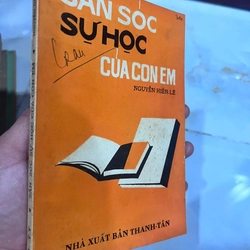 SĂN SÓC
SỰ HỌC
CỦA CON EM
NGUYỄN HIẾN LÊ
NHÀ XUẤT BẢN THANH-TÂN